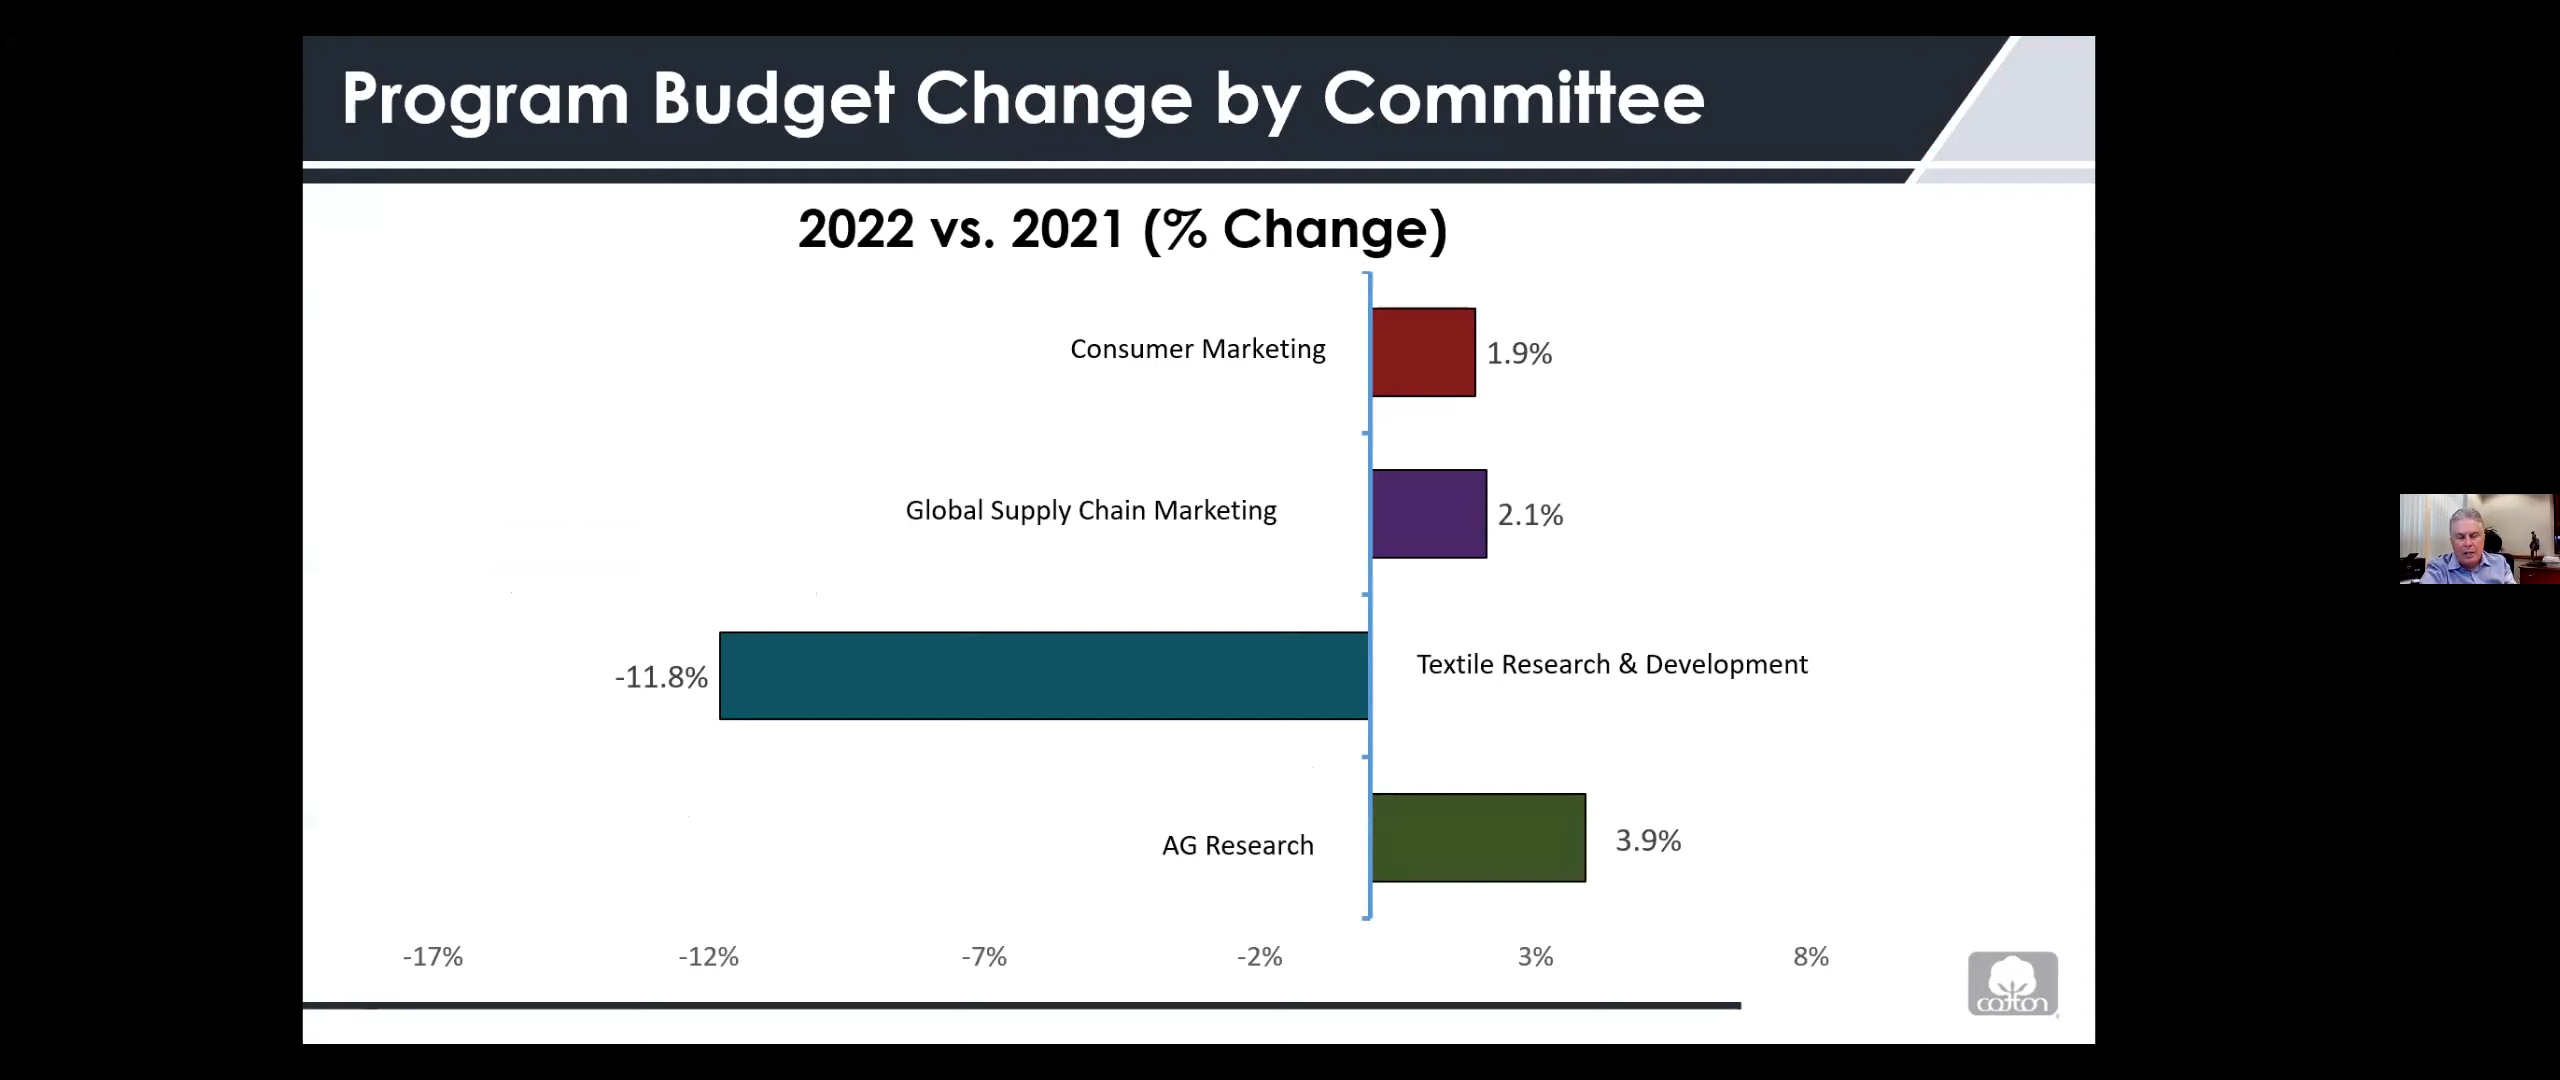 Program Budget Change by Committee
2022 vs. 2021 (% Change)
Consumer Marketing
1.9%
Global Supply Chain Marketing
2.1%
-11.8%
Textile Research & Development
AG Research
3.9%
-17%
-12%
-7%
-2%
3%
8%
cotton